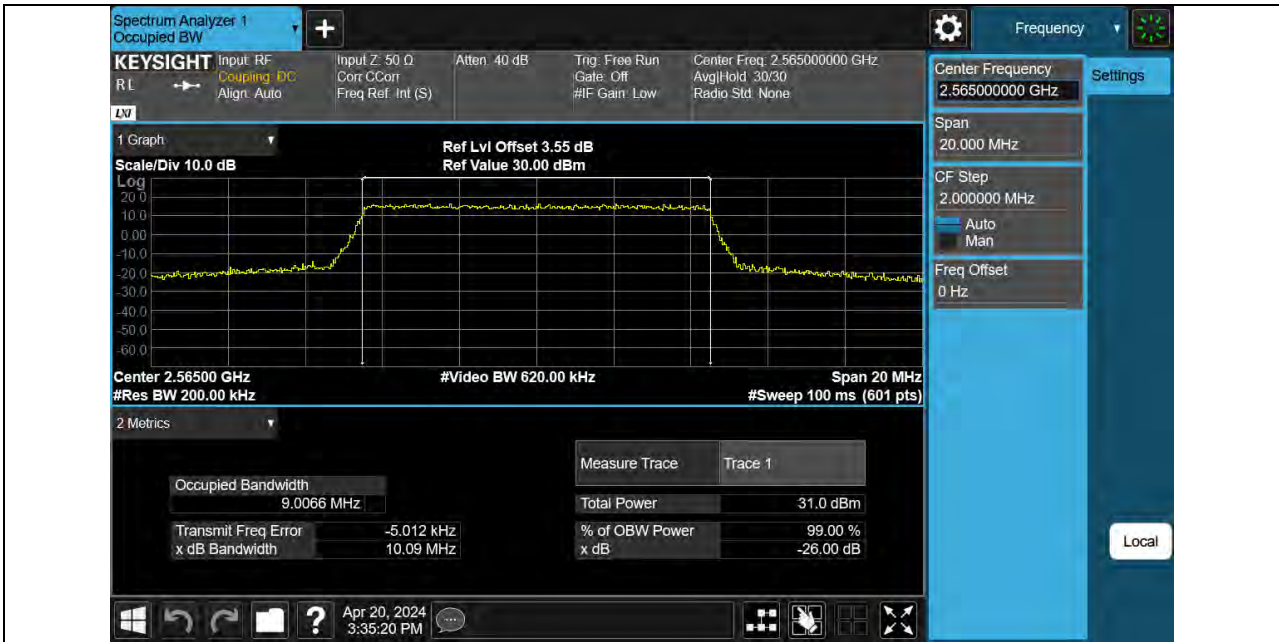 Spectrum Analyzer 1
Occupied BW
+
Frequency
KEYSIGHT
RL
LXI
Input: RF
Coupling: DC
Align: Auto
Input Z: 50 Ω
Corr CCorr
Freq Ref: Int (S)
Atten: 40 dB
Trig: Free Run
Gate: Off
#IF Gain: Low
Center Freq: 2.565000000 GHz
Avg|Hold: 30/30
Radio Std: None
Center Frequency
2.565000000 GHz
Settings
Span
20.000 MHz
CF Step
2.000000 MHz
Auto
Man
Freq Offset
0 Hz
1 Graph
Scale/Div 10.0 dB
Ref Lvl Offset 3.55 dB
Ref Value 30.00 dBm
Log
20.0
10.0
0.00
-10.0
-20.0
-30.0
-40.0
-50.0
-60.0
Center 2.56500 GHz
#Video BW 620.00 kHz
Span 20 MHz
#Res BW 200.00 kHz
#Sweep 100 ms (601 pts)
2 Metrics
Measure Trace
Trace 1
Occupied Bandwidth
9.0066 MHz
Total Power
31.0 dBm
Transmit Freq Error
-5.012 kHz
% of OBW Power
99.00 %
x dB Bandwidth
10.09 MHz
x dB
-26.00 dB
Local
?
Apr 20, 2024
3:35:20 PM